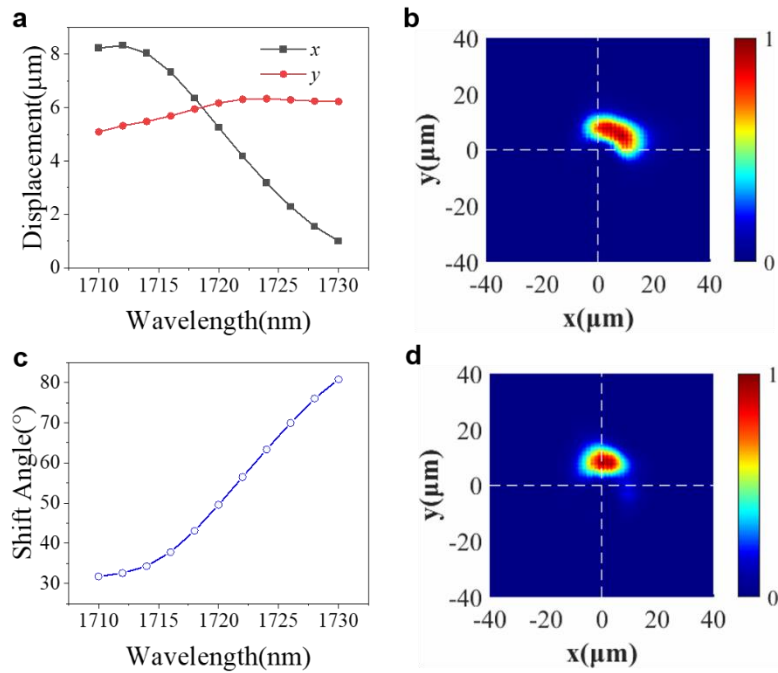 a
Displacement(μm)
8
6
4
2
0
x
y
1710 1715 1720 1725 1730
Wavelength(nm)
b
y(μm)
40
20
0
-20
-40
-40 -20 0 20 40
x(μm)
1
0
c
Shift Angle(°)
80
70
60
50
40
30
1710 1715 1720 1725 1730
Wavelength(nm)
d
y(μm)
40
20
0
-20
-40
-40 -20 0 20 40
x(μm)
1
0